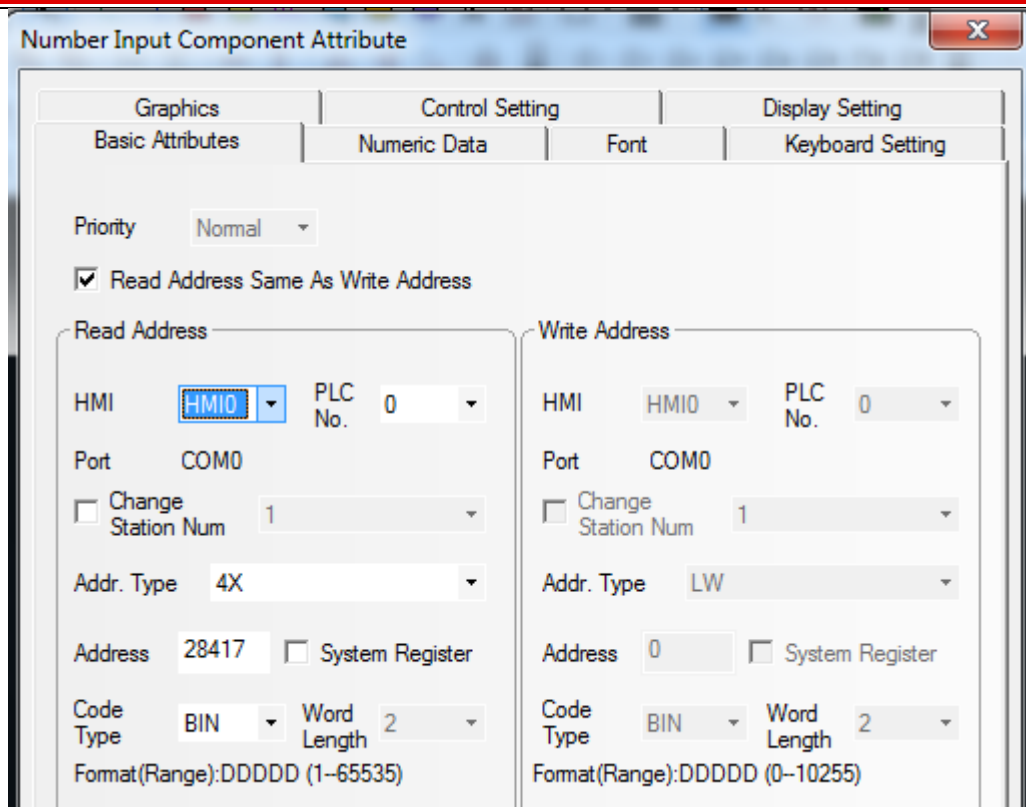 Number Input Component Attribute
x
Graphics Control Setting Display Setting
Basic Attributes Numeric Data Font Keyboard Setting
Priority Normal
Read Address Same As Write Address
Read Address
HMI HMI0 PLC No. 0
Port COM0
Change Station Num 1
Addr. Type 4X
Address 28417 System Register
Code Type BIN Word Length 2
Format(Range):DDDDD (1--65535)
Write Address
HMI HMI0 PLC No. 0
Port COM0
Change Station Num 1
Addr. Type LW
Address 0 System Register
Code Type BIN Word Length 2
Format(Range):DDDDD (0--10255)